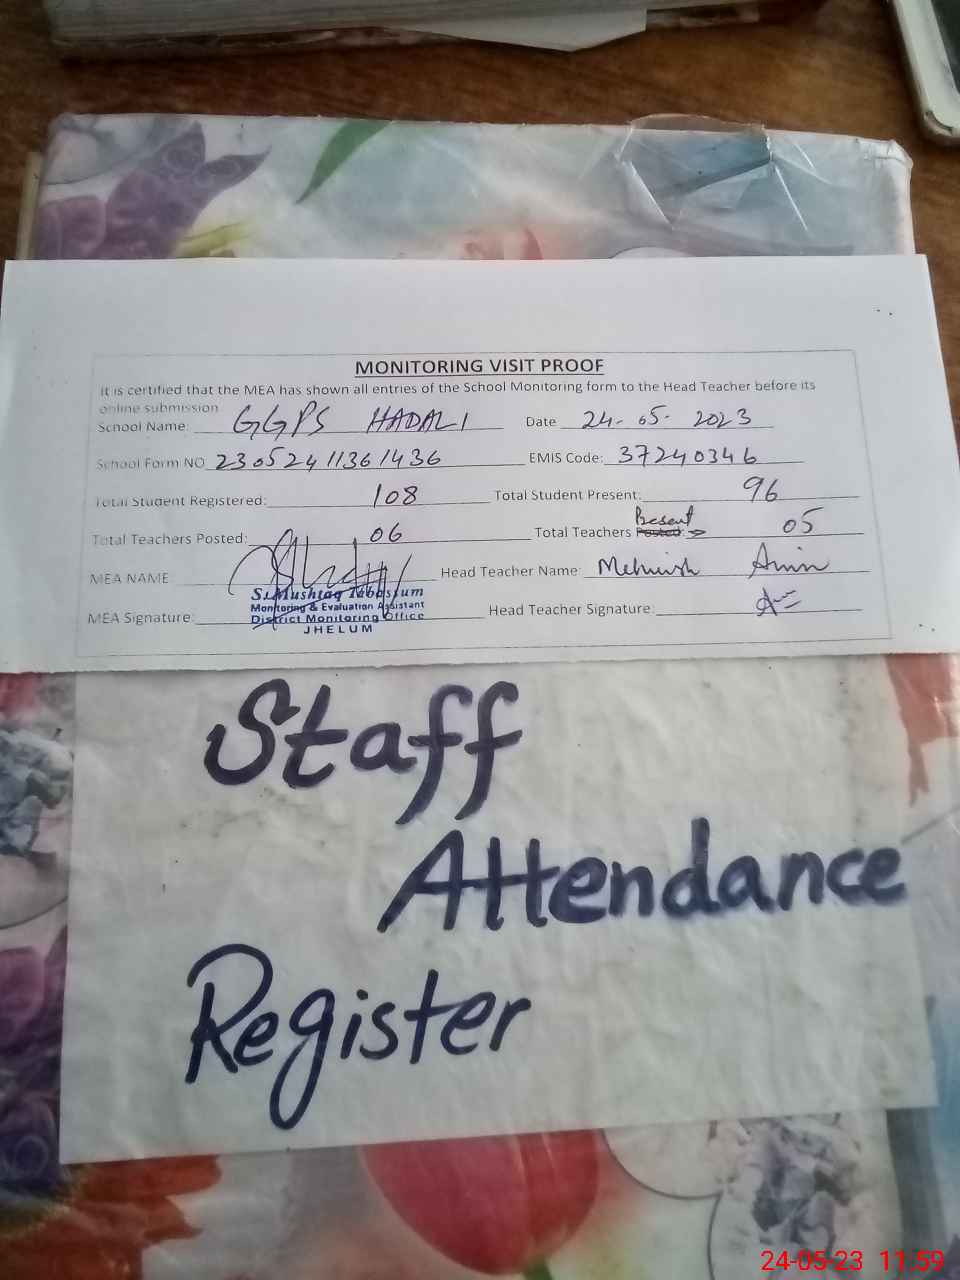 MONITORING VISIT PROOF
It is certified that the MEA has shown all entries of the School Monitoring form to the Head Teacher before its
online submission
School Name: GGPS HADALI Date 24-05-2023
School Form NO 23052411361436 EMIS Code: 37240346
Total Student Registered: 108 Total Student Present: 96
Present
Total Teachers Posted: 06 Total Teachers Posted: 05
MEA NAME Head Teacher Name: Mehwish Amin
S. Mushtaq Tabassum
Monitoring & Evaluation Assistant
MEA Signature: Head Teacher Signature:
District Monitoring Office
JHELUM
Staff
Attendance
Register
24-05-23 11:59